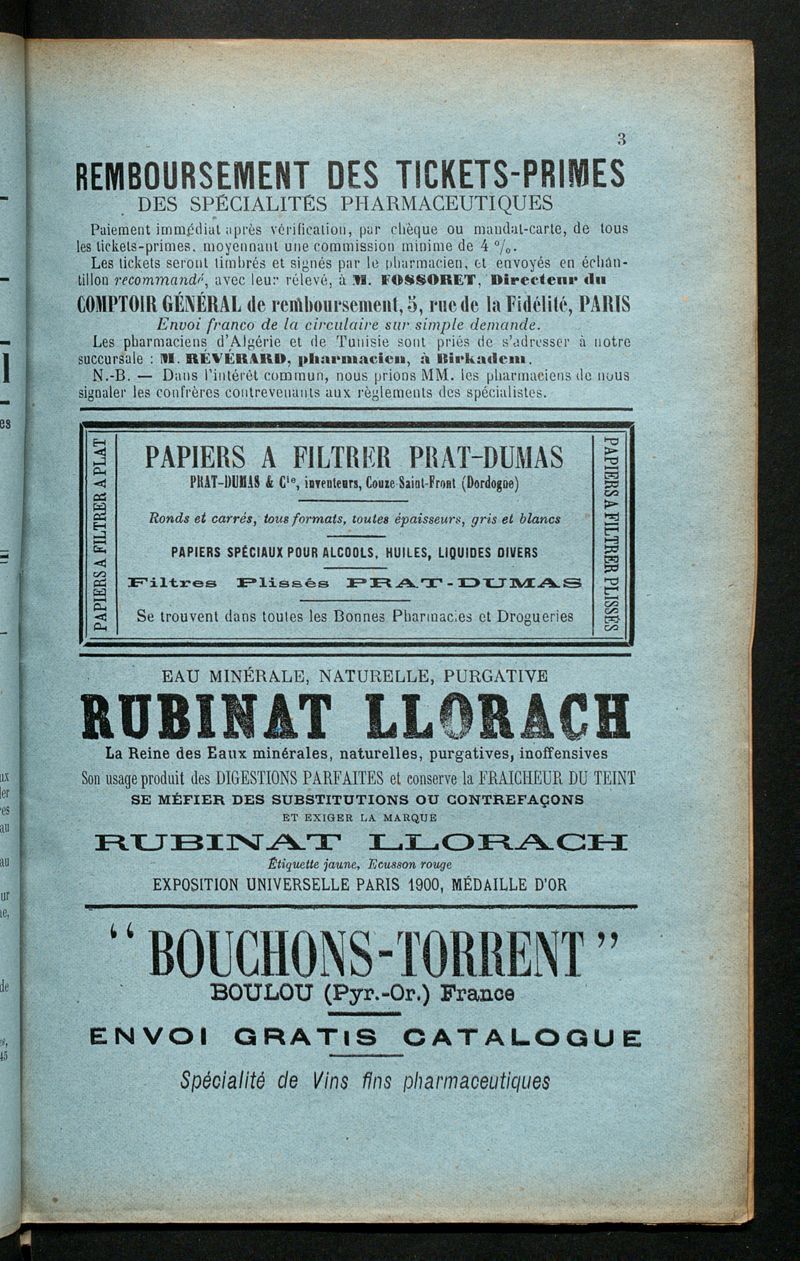 3
REMBOURSEMENT DES TICKETS-PRIMES
DES SPÉCIALITÉS PHARMACEUTIQUES
Paiement immédiat après vérification, par chèque ou mandat-carte, de tous
les tickets-primes, moyennant une commission minime de 4 %.
Les tickets seront timbrés et signés par le pharmacien, et envoyés en échan-
tillon recommandé, avec leur rélevé, à M. FOSSORET, Directeur du
COMPTOIR GÉNÉRAL de remboursement, 5, rue de la Fidélité, PARIS
Envoi franco de la circulaire sur simple demande.
Les pharmaciens d'Algérie et de Tunisie sont priés de s'adresser à notre
succursale : M. RÉVÉRARD, pharmacien, à Birkadem.
N.-B. — Dans l'intérêt commun, nous prions MM. les pharmaciens de nous
signaler les confrères contrevenants aux règlements des spécialistes.
PAPIERS A FILTRER A PLAT
PAPIERS A FILTRER PRAT-DUMAS
PRAT-DUMAS & Cie, inventeurs, Couze Saint-Front (Dordogne)
Ronds et carrés, tous formats, toutes épaisseurs, gris et blancs
PAPIERS SPÉCIAUX POUR ALCOOLS, HUILES, LIQUIDES DIVERS
Filtres Plissés PRAT-DUMAS
Se trouvent dans toutes les Bonnes Pharmacies et Drogueries
PAPIERS A FILTRER PLISSES
EAU MINÉRALE, NATURELLE, PURGATIVE
RUBINAT LLORACH
La Reine des Eaux minérales, naturelles, purgatives, inoffensives
Son usage produit des DIGESTIONS PARFAITES et conserve la FRAICHEUR DU TEINT
SE MÉFIER DES SUBSTITUTIONS OU CONTREFAÇONS
ET EXIGER LA MARQUE
RUBINAT LLORACH
Étiquette jaune, Ecusson rouge
EXPOSITION UNIVERSELLE PARIS 1900, MÉDAILLE D'OR
"BOUCHONS-TORRENT"
BOULOU (Pyr.-Or.) France
ENVOI GRATIS CATALOGUE
Spécialité de Vins fins pharmaceutiques